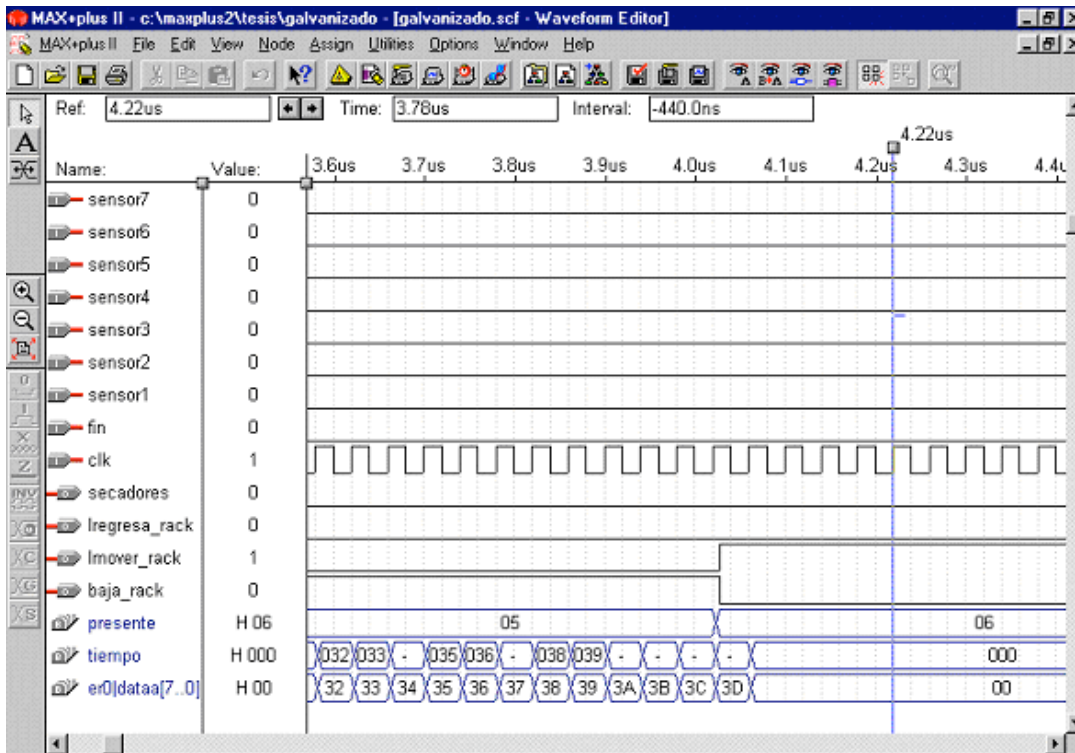 MAX+plus II - c:\maxplus2\tesis\galvanizado - [galvanizado.scf - Waveform Editor]
MAX+plus II File Edit View Node Assign Utilities Options Window Help
Ref: 4.22us Time: 3.78us Interval: -440.0ns
4.22us
Name: Value: 3.6us 3.7us 3.8us 3.9us 4.0us 4.1us 4.2us 4.3us
sensor7 0
sensor6 0
sensor5 0
sensor4 0
sensor3 0
sensor2 0
sensor1 0
fin 0
clk 1
secadores 0
lregresa_rack 0
lmover_rack 1
baja_rack 0
presente H 06 05 06
tiempo H 000 032 033 - 035 036 - 038 039 - - - - 000
er0|dataa[7..0] H 00 32 33 34 35 36 37 38 39 3A 3B 3C 3D 00